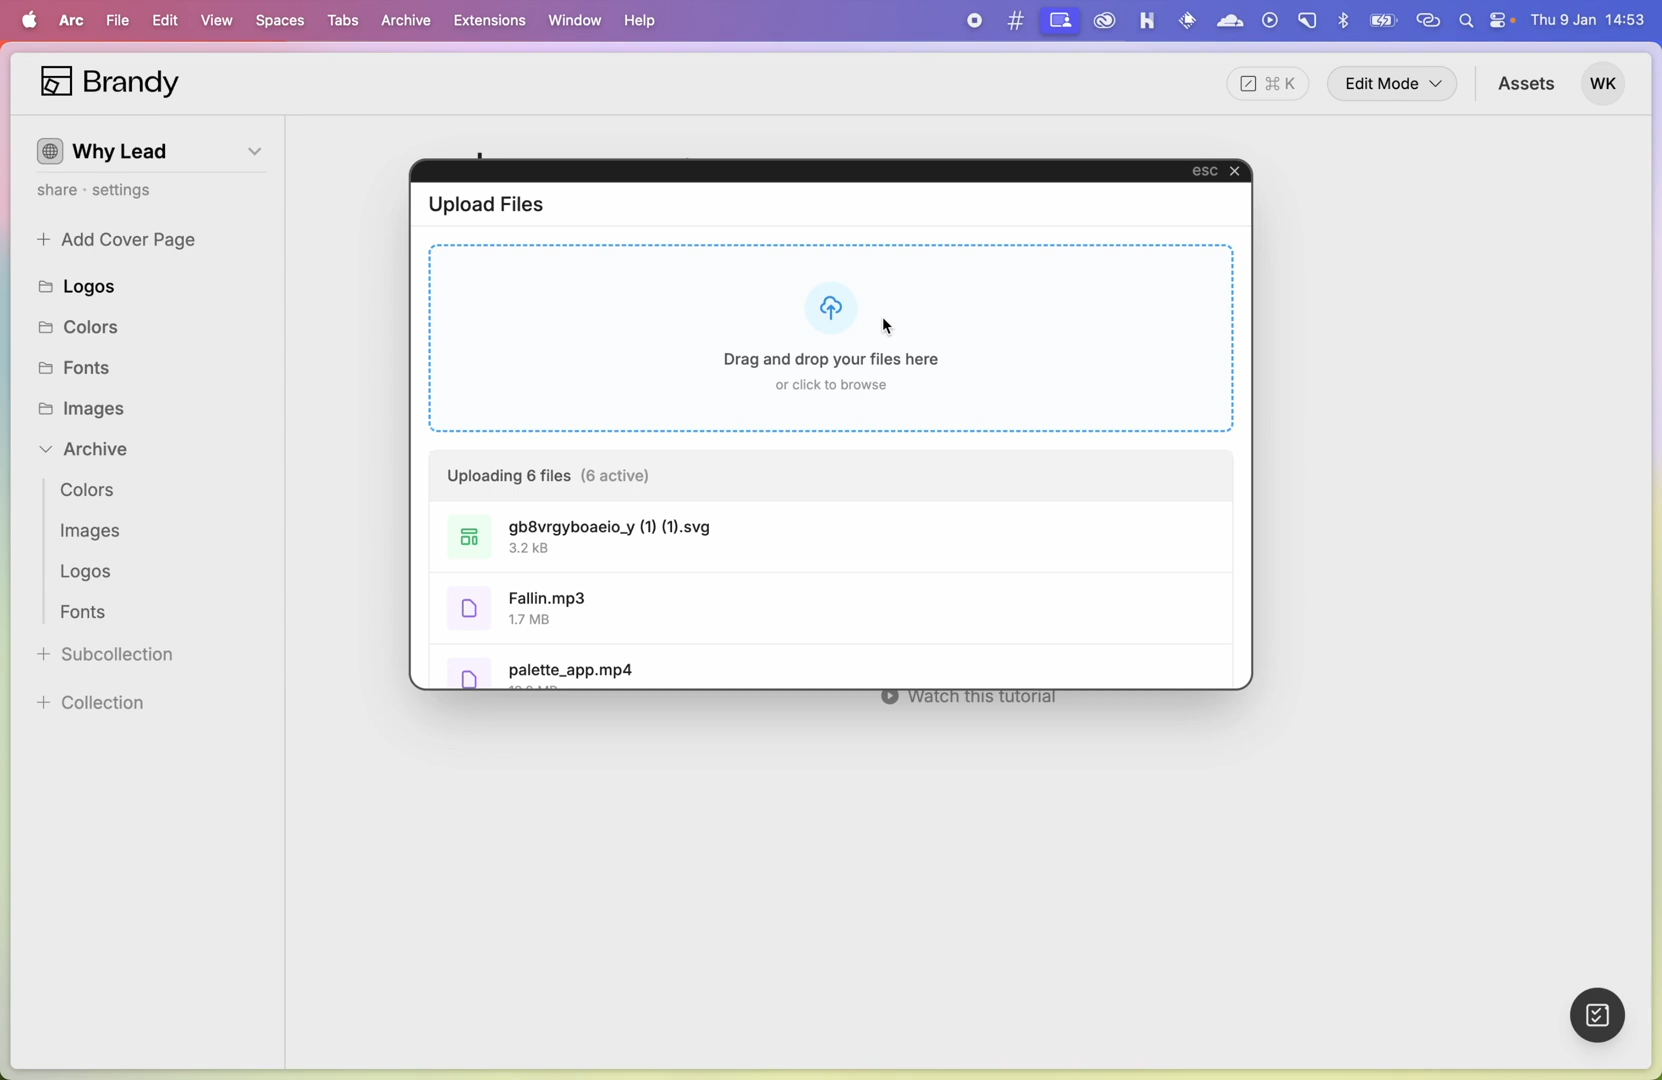 Arc File Edit View Spaces Tabs Archive Extensions Window Help Thu 9 Jan 14:53
Brandy
⌘ K
Edit Mode
Assets
WK
Why Lead
share · settings
+ Add Cover Page
Logos
Colors
Fonts
Images
Archive
Colors
Images
Logos
Fonts
+ Subcollection
+ Collection
esc ×
Upload Files
Drag and drop your files here
or click to browse
Uploading 6 files (6 active)
gb8vrgyboaeio_y (1) (1).svg
3.2 kB
Fallin.mp3
1.7 MB
palette_app.mp4
Watch this tutorial